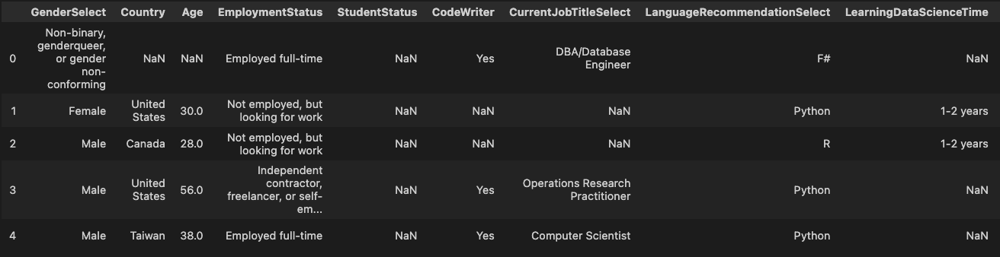 GenderSelect Country Age EmploymentStatus StudentStatus CodeWriter CurrentJobTitleSelect LanguageRecommendationSelect LearningDataScienceTime
Non-binary,
genderqueer,
or gender
non-
conforming
0 NaN NaN Employed full-time NaN Yes DBA/Database
Engineer
F# NaN
1 Female United
States
30.0 Not employed, but
looking for work
NaN NaN NaN Python 1-2 years
2 Male Canada 28.0 Not employed, but
looking for work
NaN NaN NaN R 1-2 years
3 Male United
States
56.0 Independent
contractor,
freelancer, or self-
em...
NaN Yes Operations Research
Practitioner
Python NaN
4 Male Taiwan 38.0 Employed full-time NaN Yes Computer Scientist Python NaN